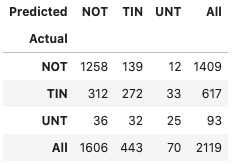 Predicted NOT TIN UNT All
Actual
NOT 1258 139 12 1409
TIN 312 272 33 617
UNT 36 32 25 93
All 1606 443 70 2119